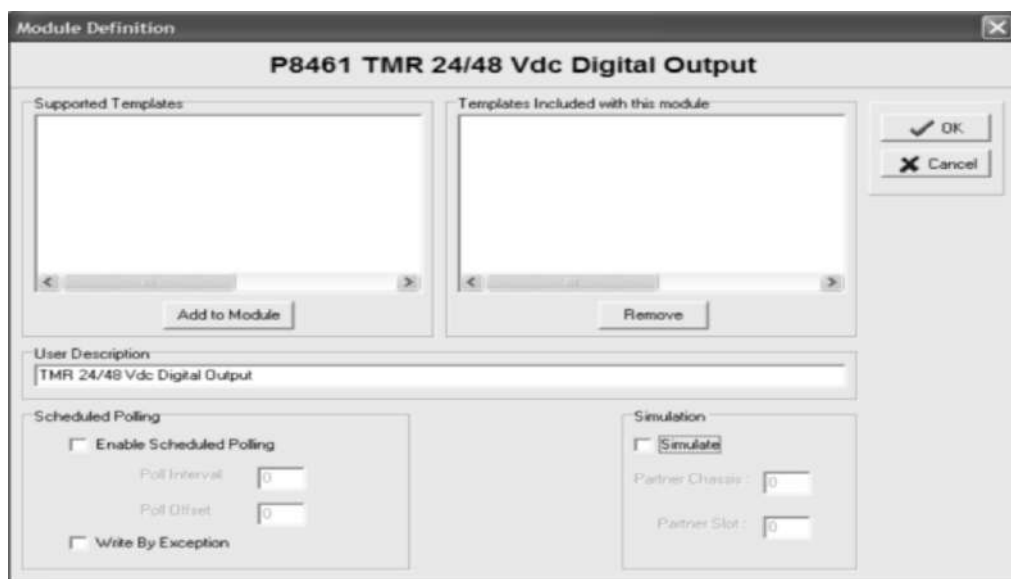 Module Definition
P8461 TMR 24/48 Vdc Digital Output
Supported Templates
Templates Included with this module
OK
Cancel
Add to Module
Remove
User Description
TMR 24/48 Vdc Digital Output
Scheduled Polling
Enable Scheduled Polling
Poll Interval 0
Poll Offset 0
Write By Exception
Simulation
Simulate
Partner Chassis : 0
Partner Slot : 0